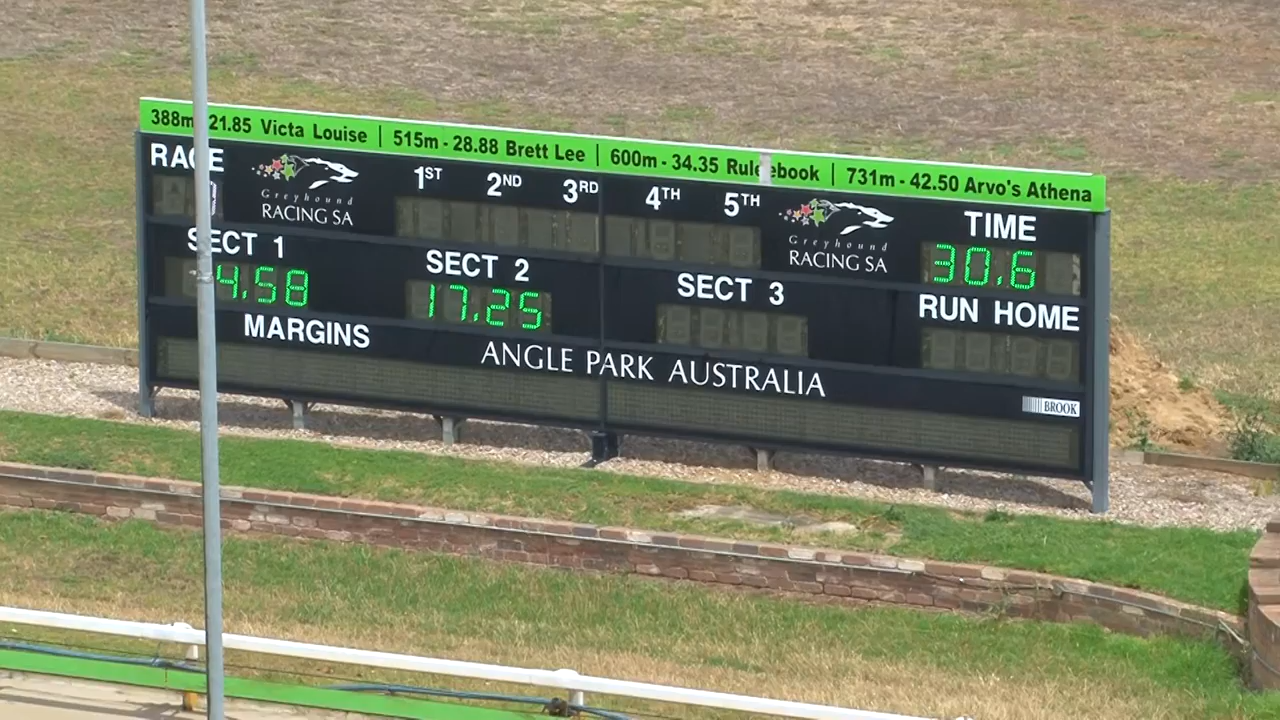 388m 21.85 Victa Louise | 515m - 28.88 Brett Lee | 600m - 34.35 Rulebook | 731m - 42.50 Arvo's Athena
RACE
Greyhound
RACING SA
1ST 2ND 3RD 4TH 5TH
Greyhound
RACING SA
TIME
30.6
SECT 1
4.58
SECT 2
17.25
SECT 3
RUN HOME
MARGINS
ANGLE PARK AUSTRALIA
BROOK